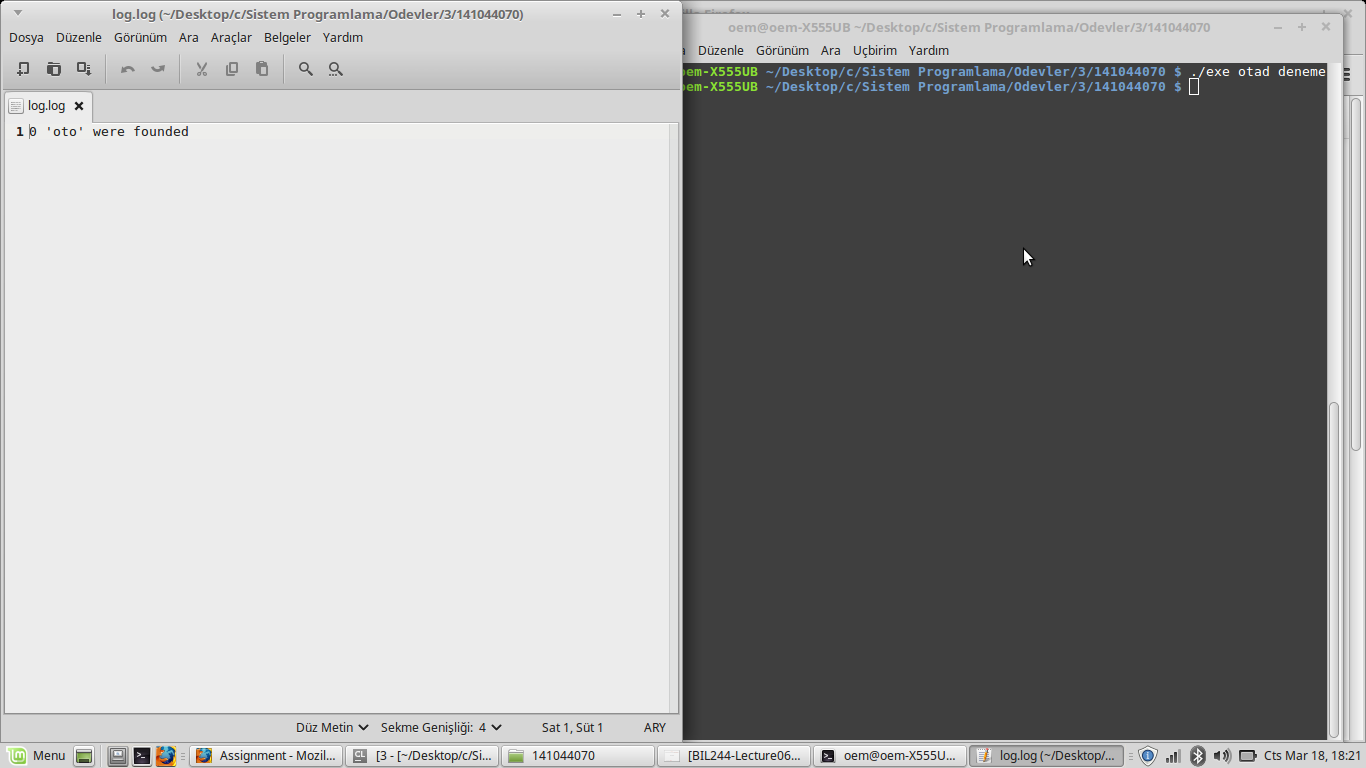 log.log (~/Desktop/c/Sistem Programlama/Odevler/3/141044070)
Dosya Düzenle Görünüm Ara Araçlar Belgeler Yardım
log.log
1 0 'oto' were founded
Düz Metin Sekme Genişliği: 4 Sat 1, Süt 1 ARY
oem@oem-X555UB ~/Desktop/c/Sistem Programlama/Odevler/3/141044070
Düzenle Görünüm Ara Uçbirim Yardım
oem-X555UB ~/Desktop/c/Sistem Programlama/Odevler/3/141044070 $ ./exe otad deneme
oem-X555UB ~/Desktop/c/Sistem Programlama/Odevler/3/141044070 $
Menu Assignment - Mozil... [3 - [~/Desktop/c/Si... 141044070 [BIL244-Lecture06... oem@oem-X555U... log.log (~/Desktop/... Cts Mar 18, 18:21